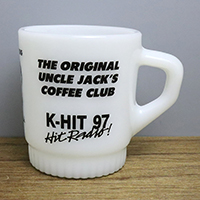 THE ORIGINAL
UNCLE JACK'S
COFFEE CLUB
K-HIT 97
Hit Radio!